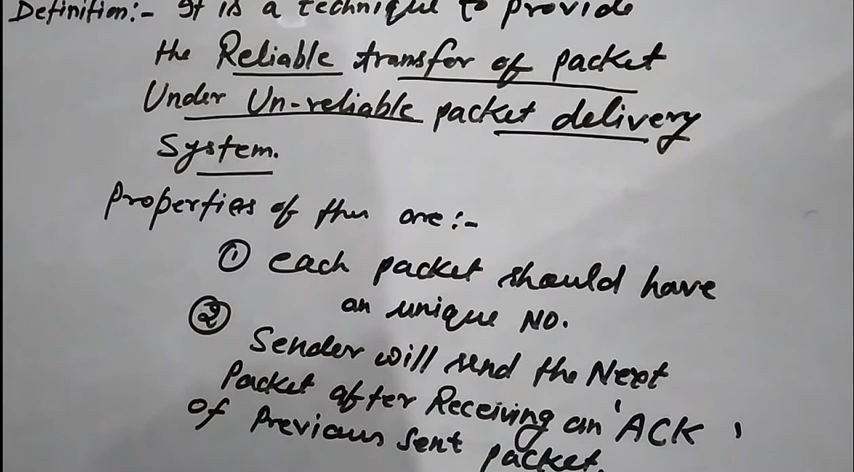 Definition:- It is a technique to provide
the Reliable transfer of packet
Under Un-reliable packet delivery
System.
Properties of this are:-
① each packet should have
an unique NO.
② Sender will send the Next
Packet after Receiving an 'ACK'
of Previous sent packet.